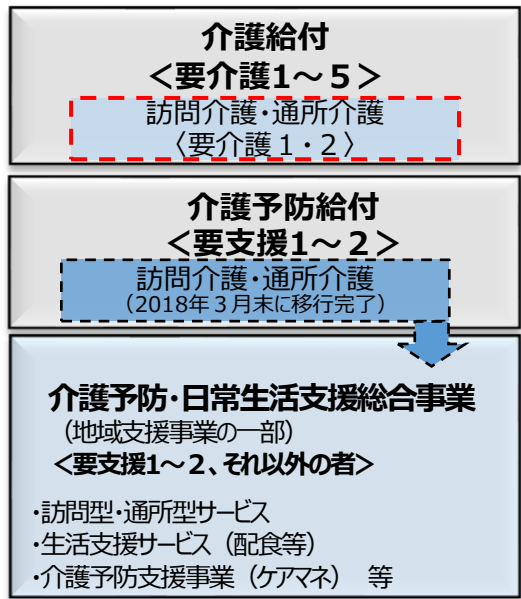 介護給付
＜要介護1～５＞
訪問介護・通所介護
〈要介護１・２〉
介護予防給付
＜要支援1～２＞
訪問介護・通所介護
（2018年３月末に移行完了）
介護予防・日常生活支援総合事業
（地域支援事業の一部）
＜要支援1～２、それ以外の者＞
・訪問型・通所型サービス
・生活支援サービス（配食等）
・介護予防支援事業（ケアマネ）　等